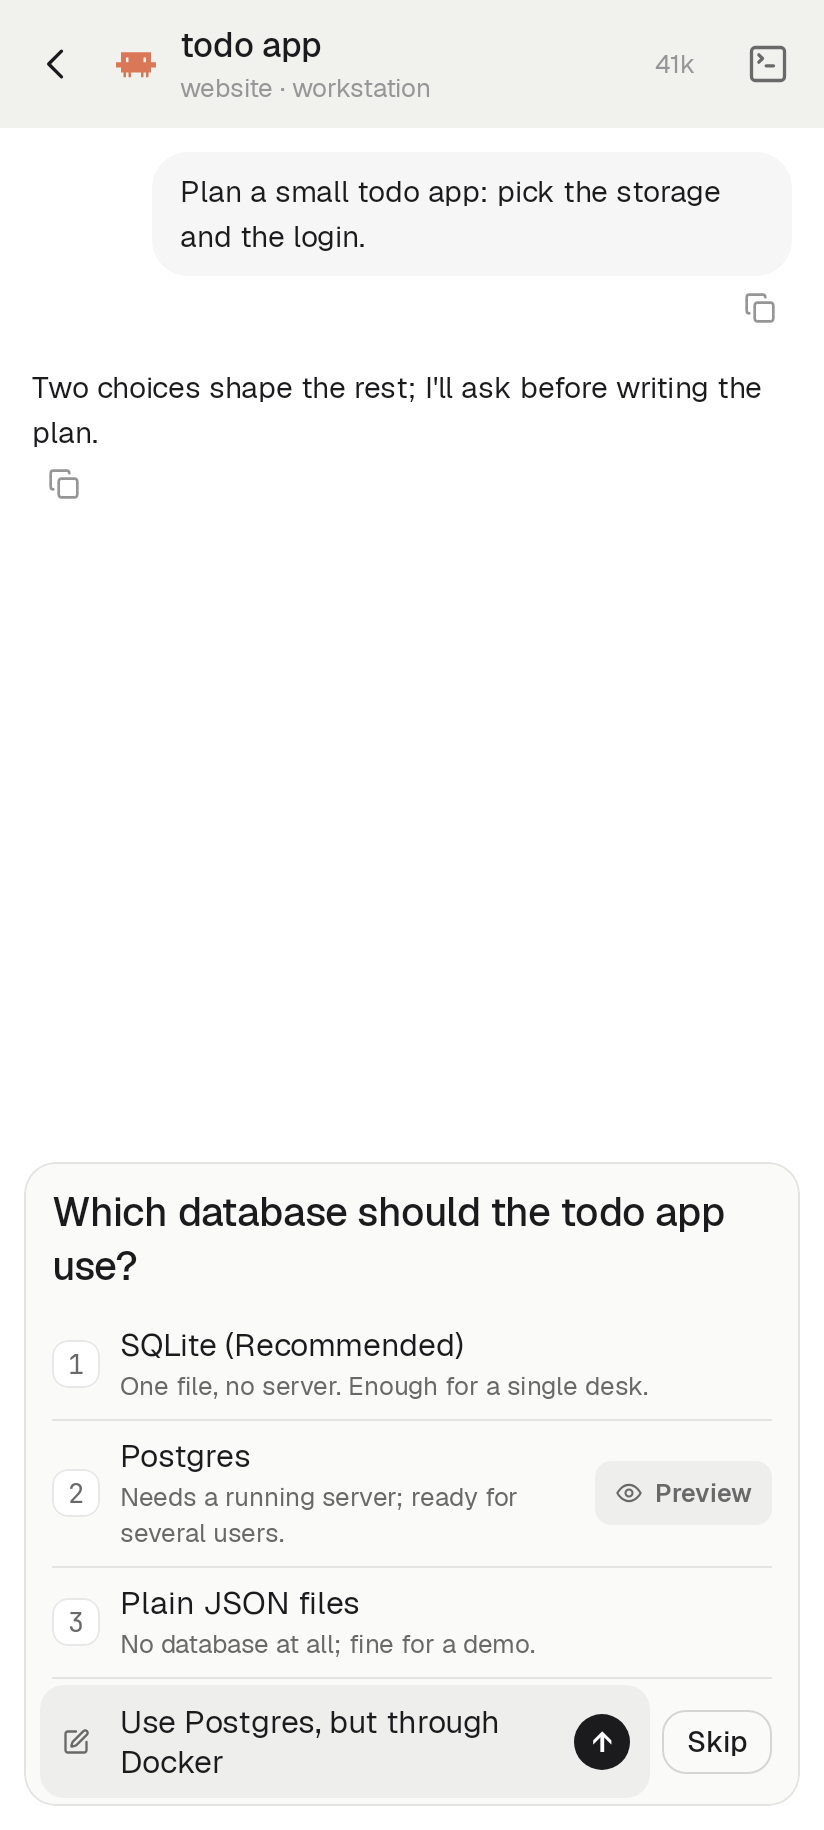 todo app
website · workstation
41k
Plan a small todo app: pick the storage
and the login.
Two choices shape the rest; I'll ask before writing the
plan.
Which database should the todo app
use?
1
SQLite (Recommended)
One file, no server. Enough for a single desk.
2
Postgres
Needs a running server; ready for
several users.
Preview
3
Plain JSON files
No database at all; fine for a demo.
Use Postgres, but through
Docker
Skip